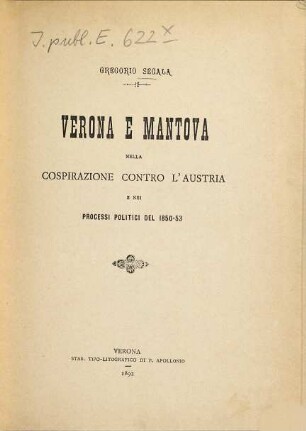 J. publ. E. 622 x
GREGORIO SEGALA
VERONA E MANTOVA
NELLA
COSPIRAZIONE CONTRO L'AUSTRIA
E NEI
PROCESSI POLITICI DEL 1850-53
VERONA
STAB. TIPO-LITOGRAFICO DI F. APOLLONIO
1892